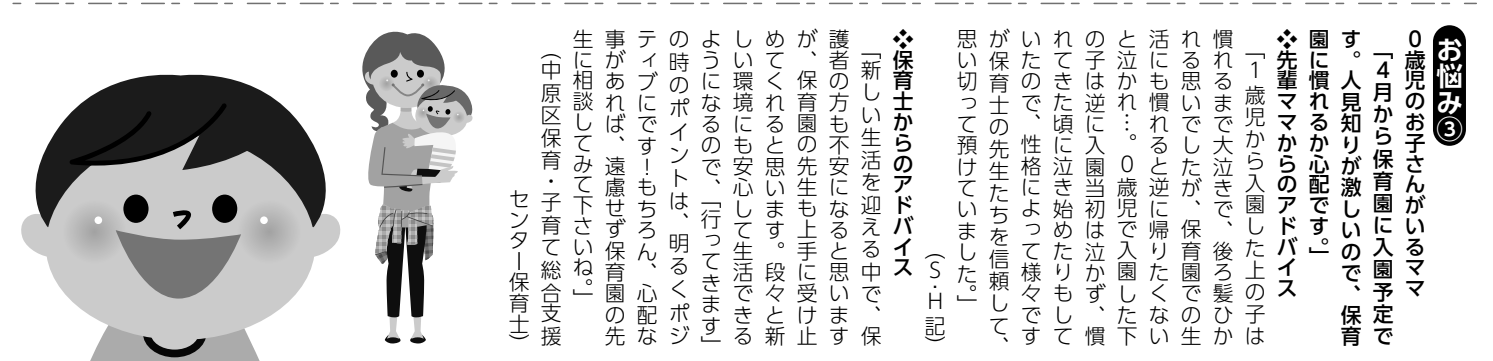 お悩み③
0歳児のお子さんがいるママ
「4月から保育園に入園予定で
す。人見知りが激しいので、保育
園に慣れるか心配です。」
❖先輩ママからのアドバイス
「1歳児から入園した上の子は
慣れるまで大泣きで、後ろ髪ひか
れる思いでしたが、保育園での生
活にも慣れると逆に帰りたくない
と泣かれ…。0歳児で入園した下
の子は逆に入園当初は泣かず、慣
れてきた頃に泣き始めたりもして
いたので、性格によって様々です
が保育士の先生たちを信頼して、
思い切って預けていました。」
（S・H 記）
❖保育士からのアドバイス
「新しい生活を迎える中で、保
護者の方も不安になると思います
が、保育園の先生も上手に受け止
めてくれると思います。段々と新
しい環境にも安心して生活できる
ようになるので、「行ってきます」
の時のポイントは、明るくポジ
ティブにです！もちろん、心配な
事があれば、遠慮せず保育園の先
生に相談してみて下さいね。」
（中原区保育・子育て総合支援
センター保育士）